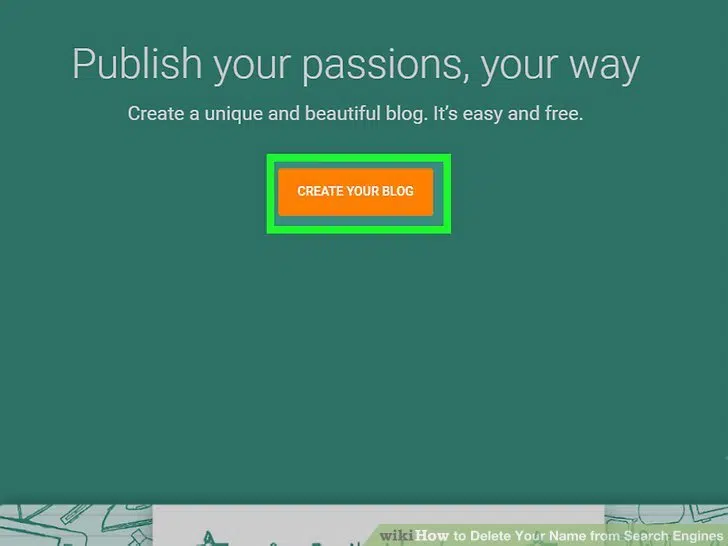 Publish your passions, your way
Create a unique and beautiful blog. It's easy and free.
CREATE YOUR BLOG
wikiHow to Delete Your Name from Search Engines